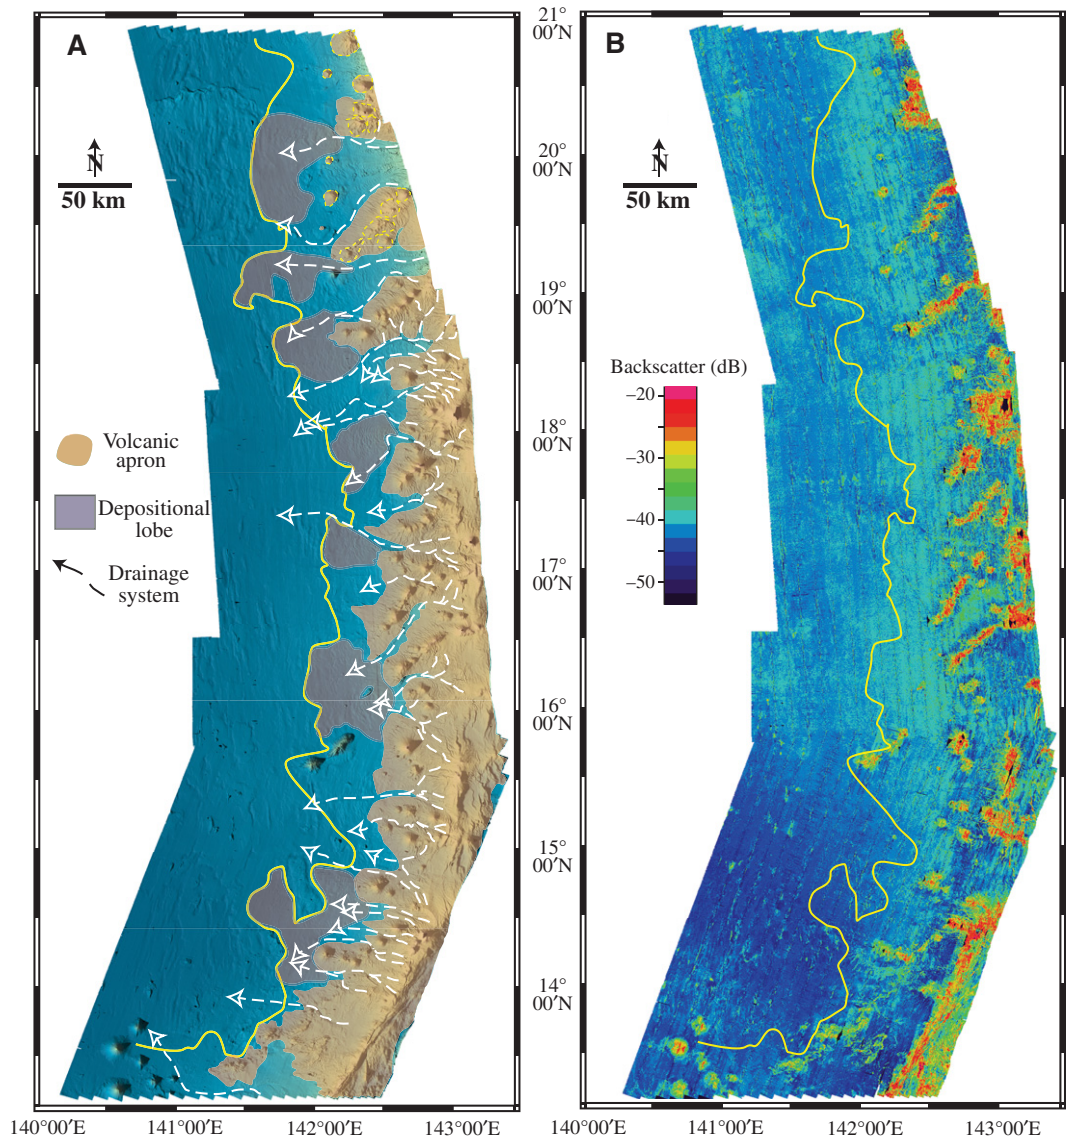 A
N
50 km
Volcanic
apron
Depositional
lobe
Drainage
system
140°00′E
141°00′E
142°00′E
143°00′E
21°
00′N
20°
00′N
19°
00′N
18°
00′N
17°
00′N
16°
00′N
15°
00′N
14°
00′N
B
N
50 km
Backscatter (dB)
−20
−30
−40
−50
140°00′E
141°00′E
142°00′E
143°00′E